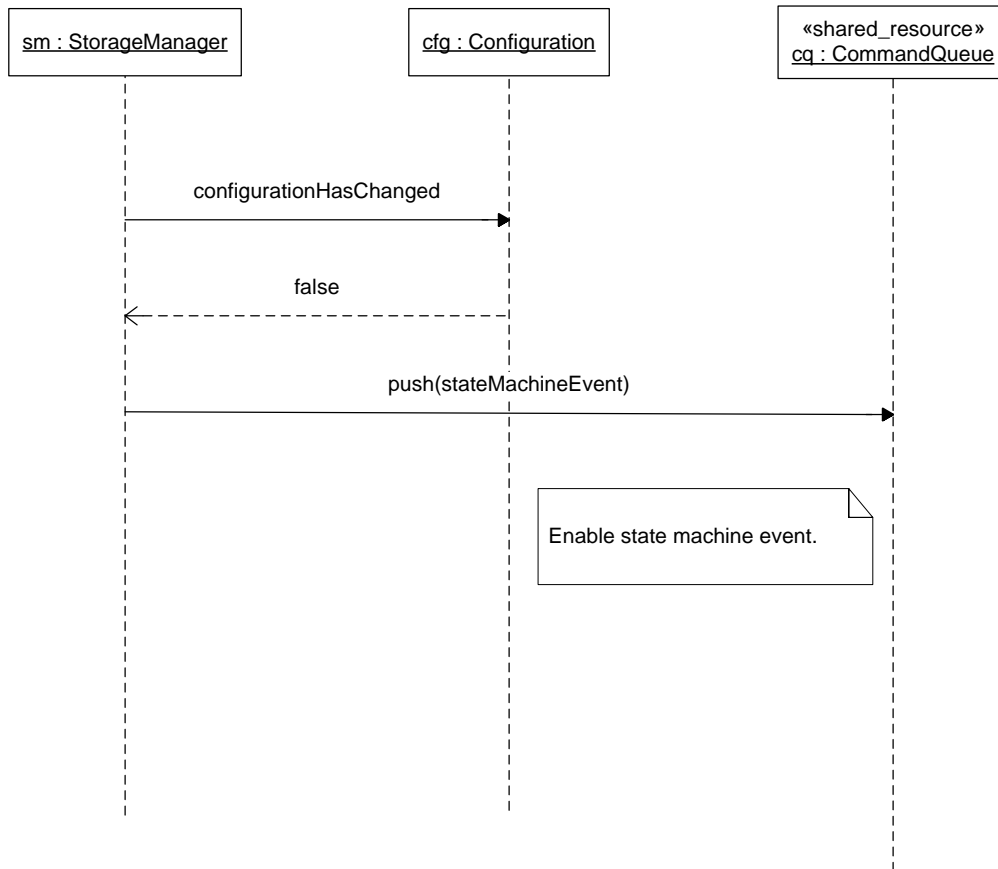 sm : StorageManager
cfg : Configuration
«shared_resource»
cq : CommandQueue
configurationHasChanged
false
push(stateMachineEvent)
Enable state machine event.